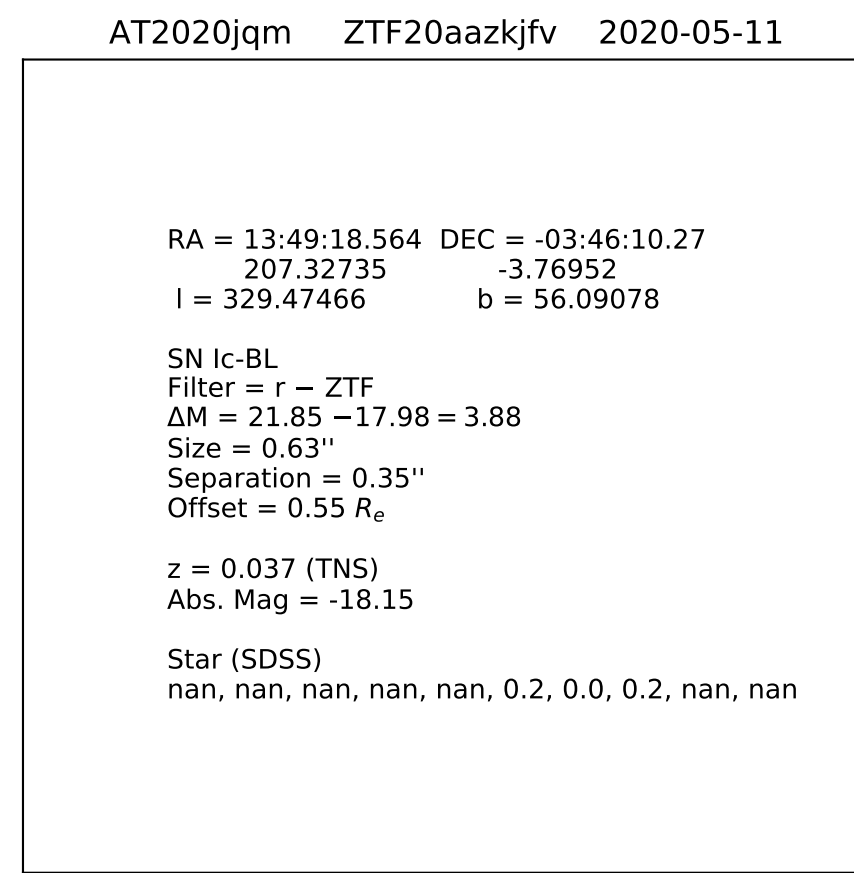 AT2020jqm ZTF20aazkjfv 2020-05-11
RA = 13:49:18.564 DEC = -03:46:10.27
207.32735 -3.76952
l = 329.47466 b = 56.09078
SN Ic-BL
Filter = r − ZTF
ΔM = 21.85 −17.98 = 3.88
Size = 0.63''
Separation = 0.35''
Offset = 0.55 Re
z = 0.037 (TNS)
Abs. Mag = -18.15
Star (SDSS)
nan, nan, nan, nan, nan, 0.2, 0.0, 0.2, nan, nan